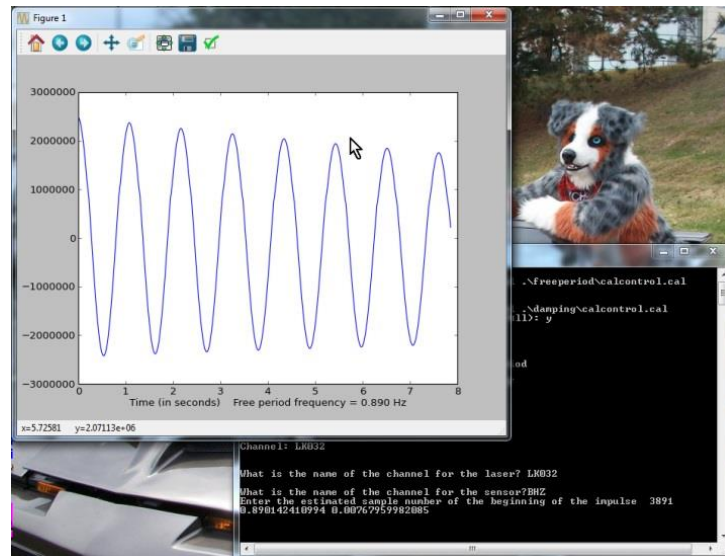 Figure 1
3000000
2000000
1000000
0
−1000000
−2000000
−3000000
0 1 2 3 4 5 6 7 8
Time (in seconds) Free period frequency = 0.890 Hz
x=5.72581 y=2.07113e+06
.\freeperiod\calcontrol.cal
.\damping\calcontrol.cal
: y
Channel: LK032
What is the name of the channel for the laser? LK032
What is the name of the channel for the sensor?BHZ
Enter the estimated sample number of the beginning of the impulse 3891
0.890142410994 0.00767959982085